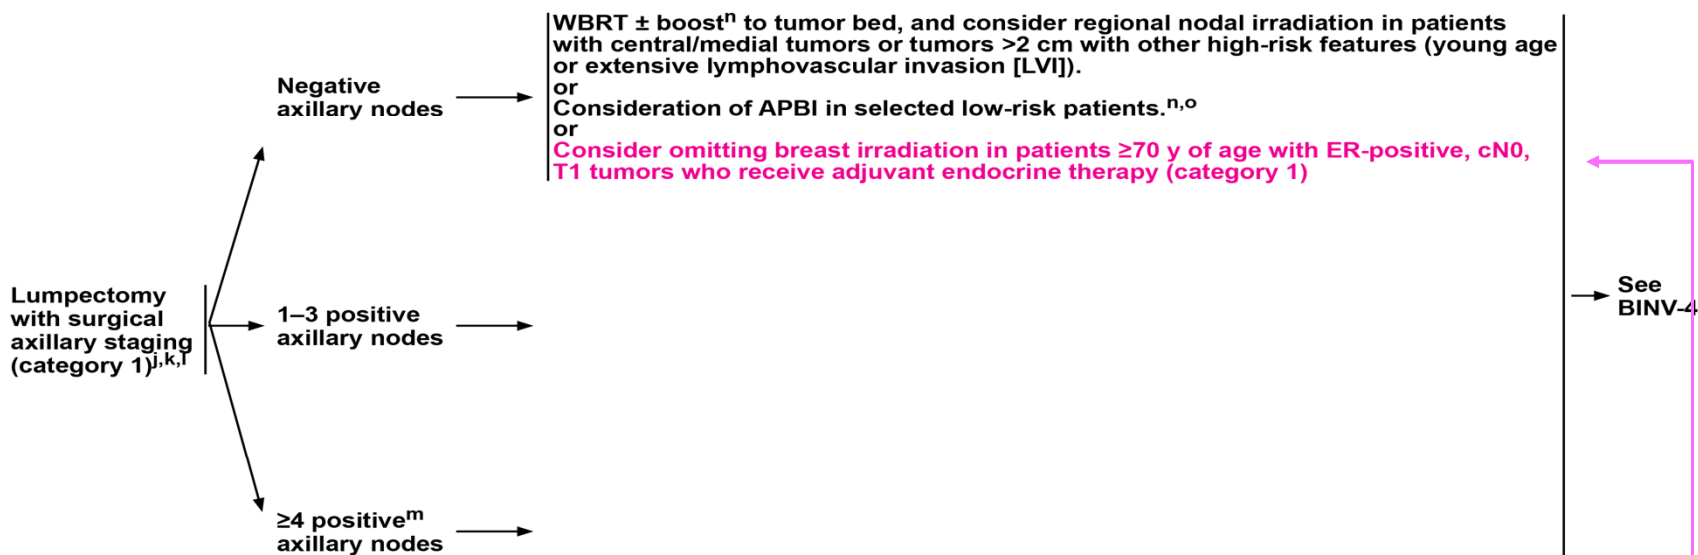 WBRT ± boostⁿ to tumor bed, and consider regional nodal irradiation in patients
with central/medial tumors or tumors >2 cm with other high-risk features (young age
or extensive lymphovascular invasion [LVI]).
or
Consideration of APBI in selected low-risk patients.ⁿ,ᵒ
or
Consider omitting breast irradiation in patients ≥70 y of age with ER-positive, cN0,
T1 tumors who receive adjuvant endocrine therapy (category 1)
Negative
axillary nodes
Lumpectomy
with surgical
axillary staging
(category 1)ʲ,ᵏ,ˡ
1–3 positive
axillary nodes
≥4 positiveᵐ
axillary nodes
See
BINV-4